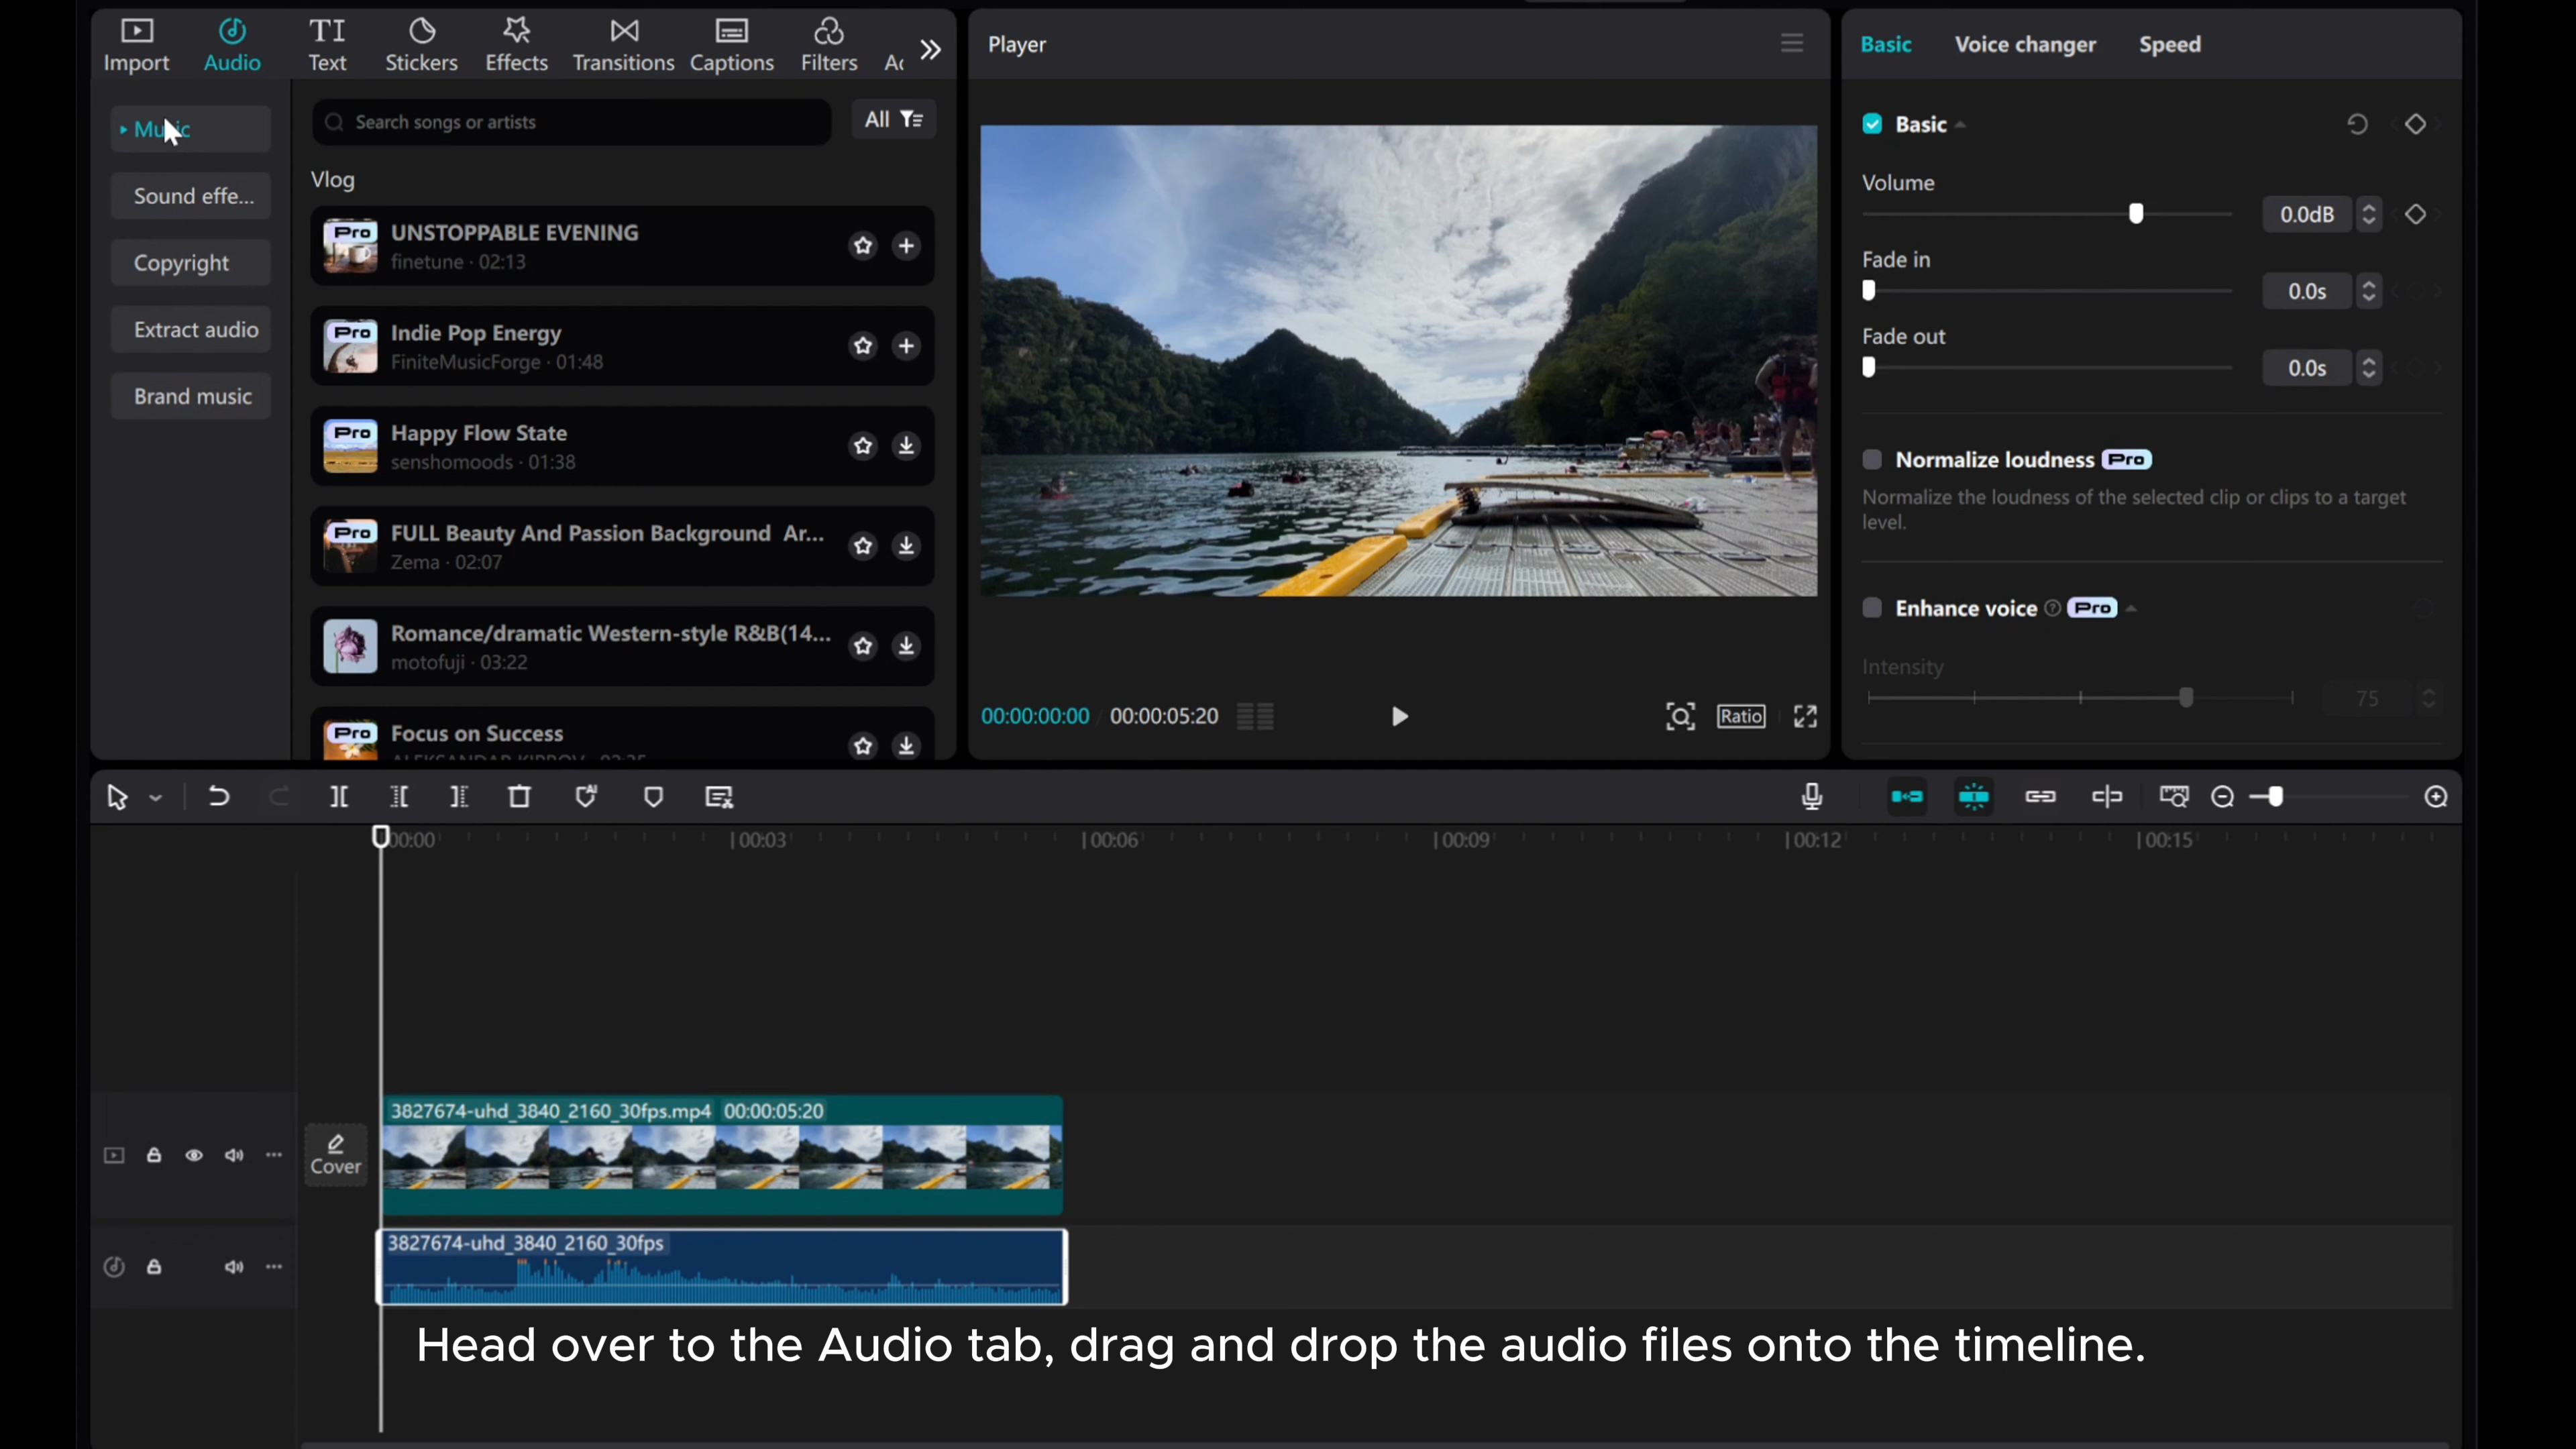 Import
Audio
Text
Stickers
Effects
Transitions
Captions
Filters
Music
Sound effe...
Copyright
Extract audio
Brand music
Search songs or artists
All
Vlog
Pro
UNSTOPPABLE EVENING
finetune · 02:13
Pro
Indie Pop Energy
FiniteMusicForge · 01:48
Pro
Happy Flow State
senshomoods · 01:38
Pro
FULL Beauty And Passion Background Ar...
Zema · 02:07
Romance/dramatic Western-style R&B(14...
motofuji · 03:22
Pro
Focus on Success
Player
00:00:00:00 / 00:00:05:20
Ratio
Basic
Voice changer
Speed
Basic
Volume
0.0dB
Fade in
0.0s
Fade out
0.0s
Normalize loudness Pro
Normalize the loudness of the selected clip or clips to a target
level.
Enhance voice Pro
Intensity
75
00:00
00:03
00:06
00:09
00:12
00:15
Cover
3827674-uhd_3840_2160_30fps.mp4 00:00:05:20
3827674-uhd_3840_2160_30fps
Head over to the Audio tab, drag and drop the audio files onto the timeline.